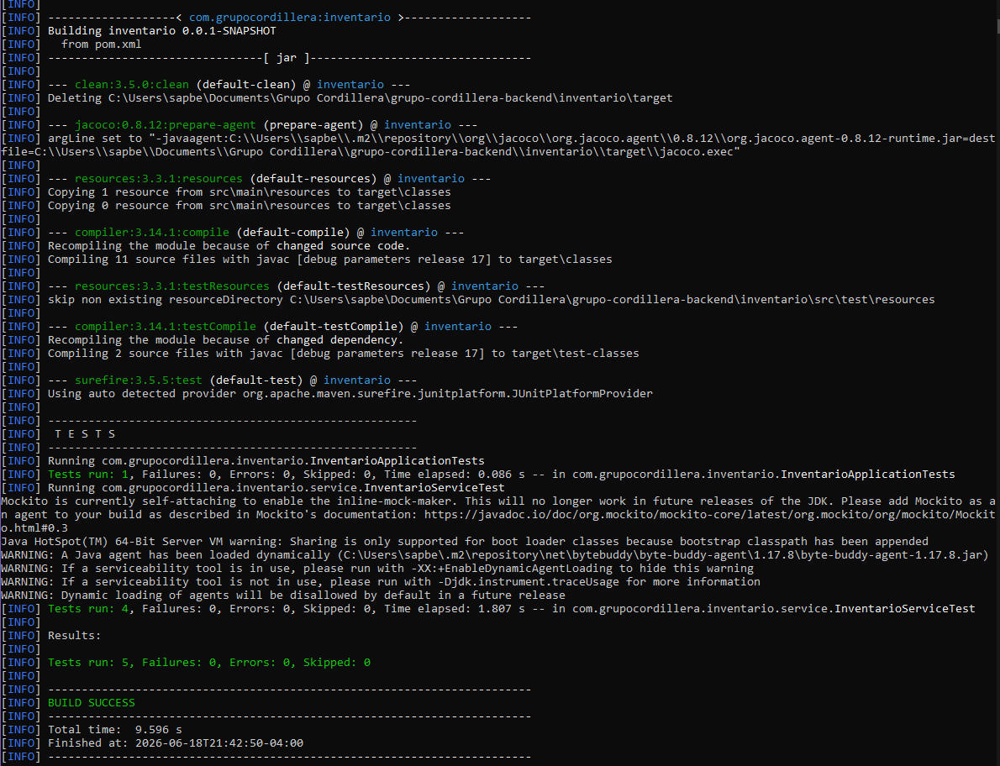 [INFO]
[INFO] -------------------< com.grupocordillera:inventario >-------------------
[INFO] Building inventario 0.0.1-SNAPSHOT
[INFO]   from pom.xml
[INFO] --------------------------------[ jar ]---------------------------------
[INFO]
[INFO] --- clean:3.5.0:clean (default-clean) @ inventario ---
[INFO] Deleting C:\Users\sapbe\Documents\Grupo Cordillera\grupo-cordillera-backend\inventario\target
[INFO]
[INFO] --- jacoco:0.8.12:prepare-agent (prepare-agent) @ inventario ---
[INFO] argLine set to "-javaagent:C:\\Users\\sapbe\\.m2\\repository\\org\\jacoco\\org.jacoco.agent\\0.8.12\\org.jacoco.agent-0.8.12-runtime.jar=dest
file=C:\\Users\\sapbe\\Documents\\Grupo Cordillera\\grupo-cordillera-backend\\inventario\\target\\jacoco.exec"
[INFO]
[INFO] --- resources:3.3.1:resources (default-resources) @ inventario ---
[INFO] Copying 1 resource from src\main\resources to target\classes
[INFO] Copying 0 resource from src\main\resources to target\classes
[INFO]
[INFO] --- compiler:3.14.1:compile (default-compile) @ inventario ---
[INFO] Recompiling the module because of changed source code.
[INFO] Compiling 11 source files with javac [debug parameters release 17] to target\classes
[INFO]
[INFO] --- resources:3.3.1:testResources (default-testResources) @ inventario ---
[INFO] skip non existing resourceDirectory C:\Users\sapbe\Documents\Grupo Cordillera\grupo-cordillera-backend\inventario\src\test\resources
[INFO]
[INFO] --- compiler:3.14.1:testCompile (default-testCompile) @ inventario ---
[INFO] Recompiling the module because of changed dependency.
[INFO] Compiling 2 source files with javac [debug parameters release 17] to target\test-classes
[INFO]
[INFO] --- surefire:3.5.5:test (default-test) @ inventario ---
[INFO] Using auto detected provider org.apache.maven.surefire.junitplatform.JUnitPlatformProvider
[INFO]
[INFO] -------------------------------------------------------
[INFO]  T E S T S
[INFO] -------------------------------------------------------
[INFO] Running com.grupocordillera.inventario.InventarioApplicationTests
[INFO] Tests run: 1, Failures: 0, Errors: 0, Skipped: 0, Time elapsed: 0.086 s -- in com.grupocordillera.inventario.InventarioApplicationTests
[INFO] Running com.grupocordillera.inventario.service.InventarioServiceTest
Mockito is currently self-attaching to enable the inline-mock-maker. This will no longer work in future releases of the JDK. Please add Mockito as a
n agent to your build as described in Mockito's documentation: https://javadoc.io/doc/org.mockito/mockito-core/latest/org.mockito/org/mockito/Mockit
o.html#0.3
Java HotSpot(TM) 64-Bit Server VM warning: Sharing is only supported for boot loader classes because bootstrap classpath has been appended
WARNING: A Java agent has been loaded dynamically (C:\Users\sapbe\.m2\repository\net\bytebuddy\byte-buddy-agent\1.17.8\byte-buddy-agent-1.17.8.jar)
WARNING: If a serviceability tool is in use, please run with -XX:+EnableDynamicAgentLoading to hide this warning
WARNING: If a serviceability tool is not in use, please run with -Djdk.instrument.traceUsage for more information
WARNING: Dynamic loading of agents will be disallowed by default in a future release
[INFO] Tests run: 4, Failures: 0, Errors: 0, Skipped: 0, Time elapsed: 1.807 s -- in com.grupocordillera.inventario.service.InventarioServiceTest
[INFO]
[INFO] Results:
[INFO]
[INFO] Tests run: 5, Failures: 0, Errors: 0, Skipped: 0
[INFO]
[INFO] ------------------------------------------------------------------------
[INFO] BUILD SUCCESS
[INFO] ------------------------------------------------------------------------
[INFO] Total time:  9.596 s
[INFO] Finished at: 2026-06-18T21:42:50-04:00
[INFO] ------------------------------------------------------------------------